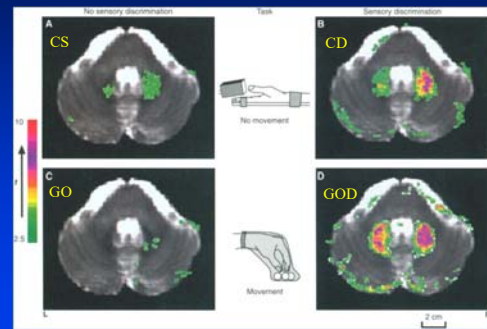 No sensory discrimination
Task
Sensory discrimination
A
CS
B
CD
No movement
10
t
2.5
C
GO
D
GOD
Movement
L
2 cm